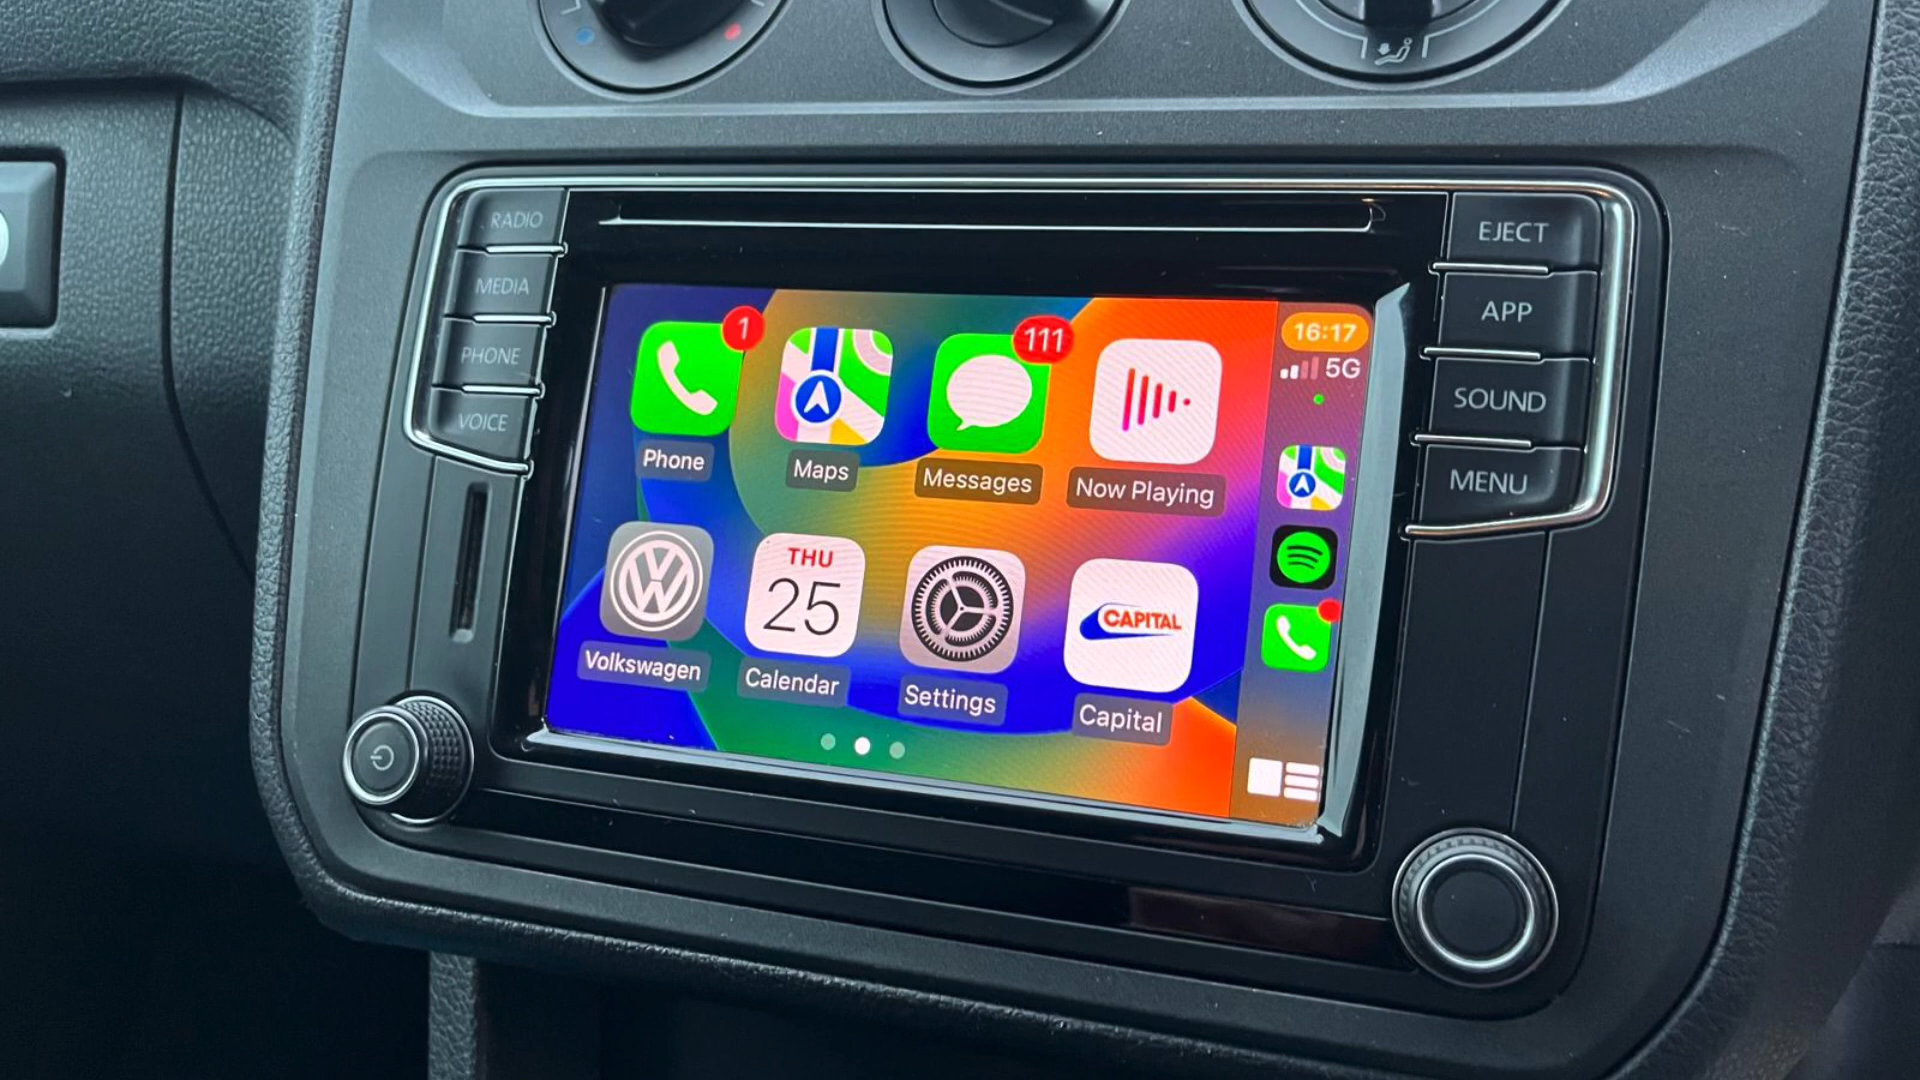 RADIO
MEDIA
PHONE
VOICE
EJECT
APP
SOUND
MENU
1
111
Phone
Maps
Messages
Now Playing
THU
25
CAPITAL
Volkswagen
Calendar
Settings
Capital
16:17
5G